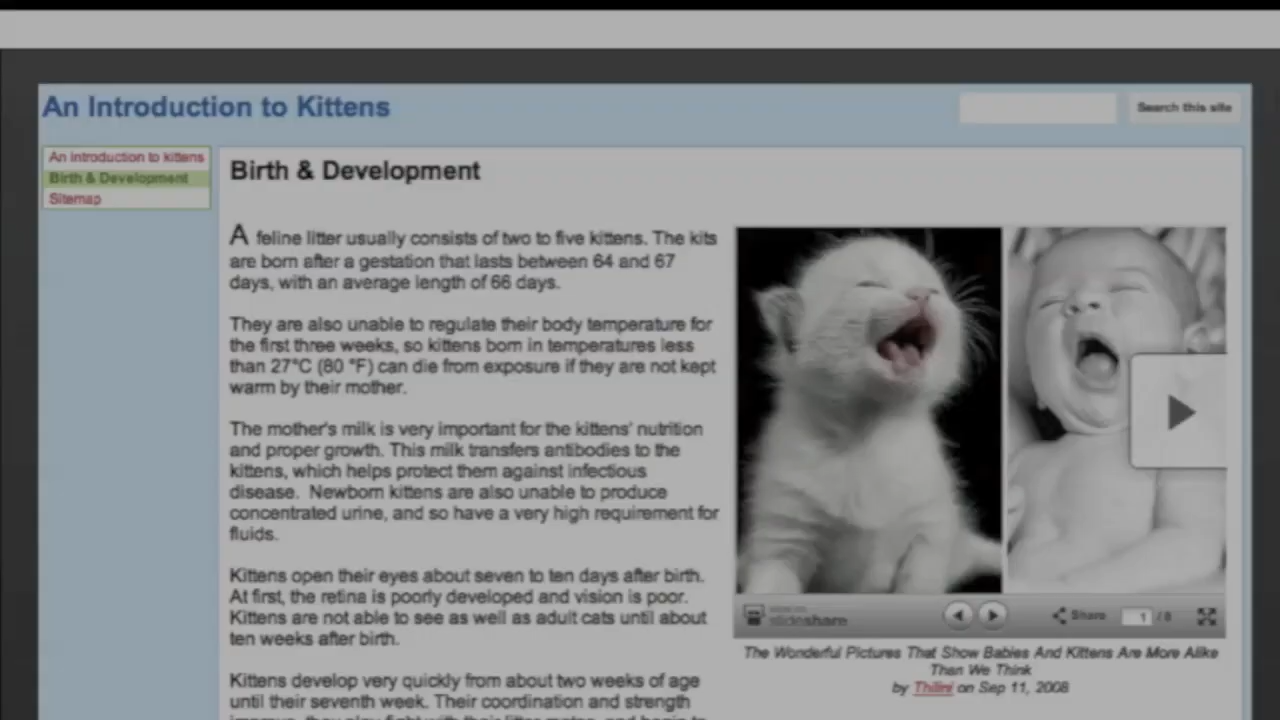 An Introduction to Kittens
Search this site
An introduction to kittens
Birth & Development
Sitemap
Birth & Development
A feline litter usually consists of two to five kittens. The kits
are born after a gestation that lasts between 64 and 67
days, with an average length of 66 days.
They are also unable to regulate their body temperature for
the first three weeks, so kittens born in temperatures less
than 27°C (80 °F) can die from exposure if they are not kept
warm by their mother.
The mother's milk is very important for the kittens' nutrition
and proper growth. This milk transfers antibodies to the
kittens, which helps protect them against infectious
disease. Newborn kittens are also unable to produce
concentrated urine, and so have a very high requirement for
fluids.
Kittens open their eyes about seven to ten days after birth.
At first, the retina is poorly developed and vision is poor.
Kittens are not able to see as well as adult cats until about
ten weeks after birth.
Kittens develop very quickly from about two weeks of age
until their seventh week. Their coordination and strength
slideshare
Share
1 / 8
The Wonderful Pictures That Show Babies And Kittens Are More Alike
Than We Think
by Thilini on Sep 11, 2008